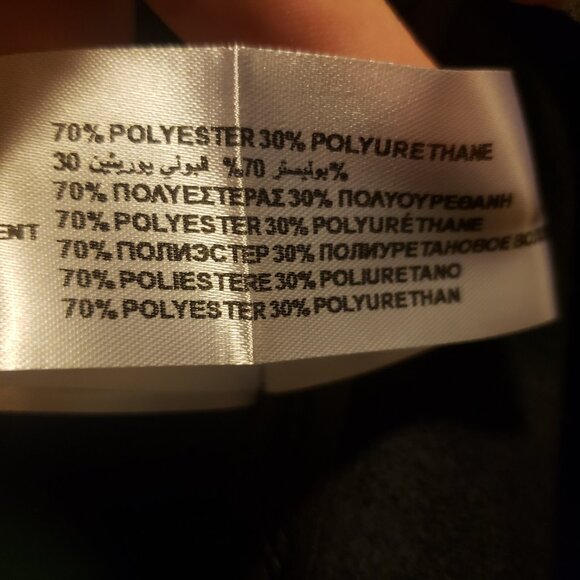 70% POLYESTER 30% POLYURETHANE
%بوليستر 70% البولي يوريثين 30
70% ΠΟΛΥΕΣΤΕΡΑΣ 30% ΠΟΛΥΟΥΡΕΘΑΝΗ
ENT 70% POLYESTER 30% POLYURÉTHANE
70% ПОЛИЭСТЕР 30% ПОЛИУРЕТАНОВОЕ
70% POLIESTERE 30% POLIURETANO
70% POLYESTER 30% POLYURETHAN